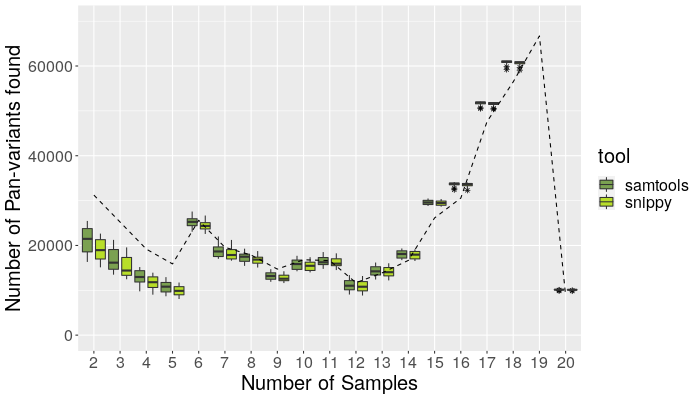 Number of Pan-variants found
60000
40000
20000
0
2 3 4 5 6 7 8 9 10 11 12 13 14 15 16 17 18 19 20
Number of Samples
tool
samtools
snippy